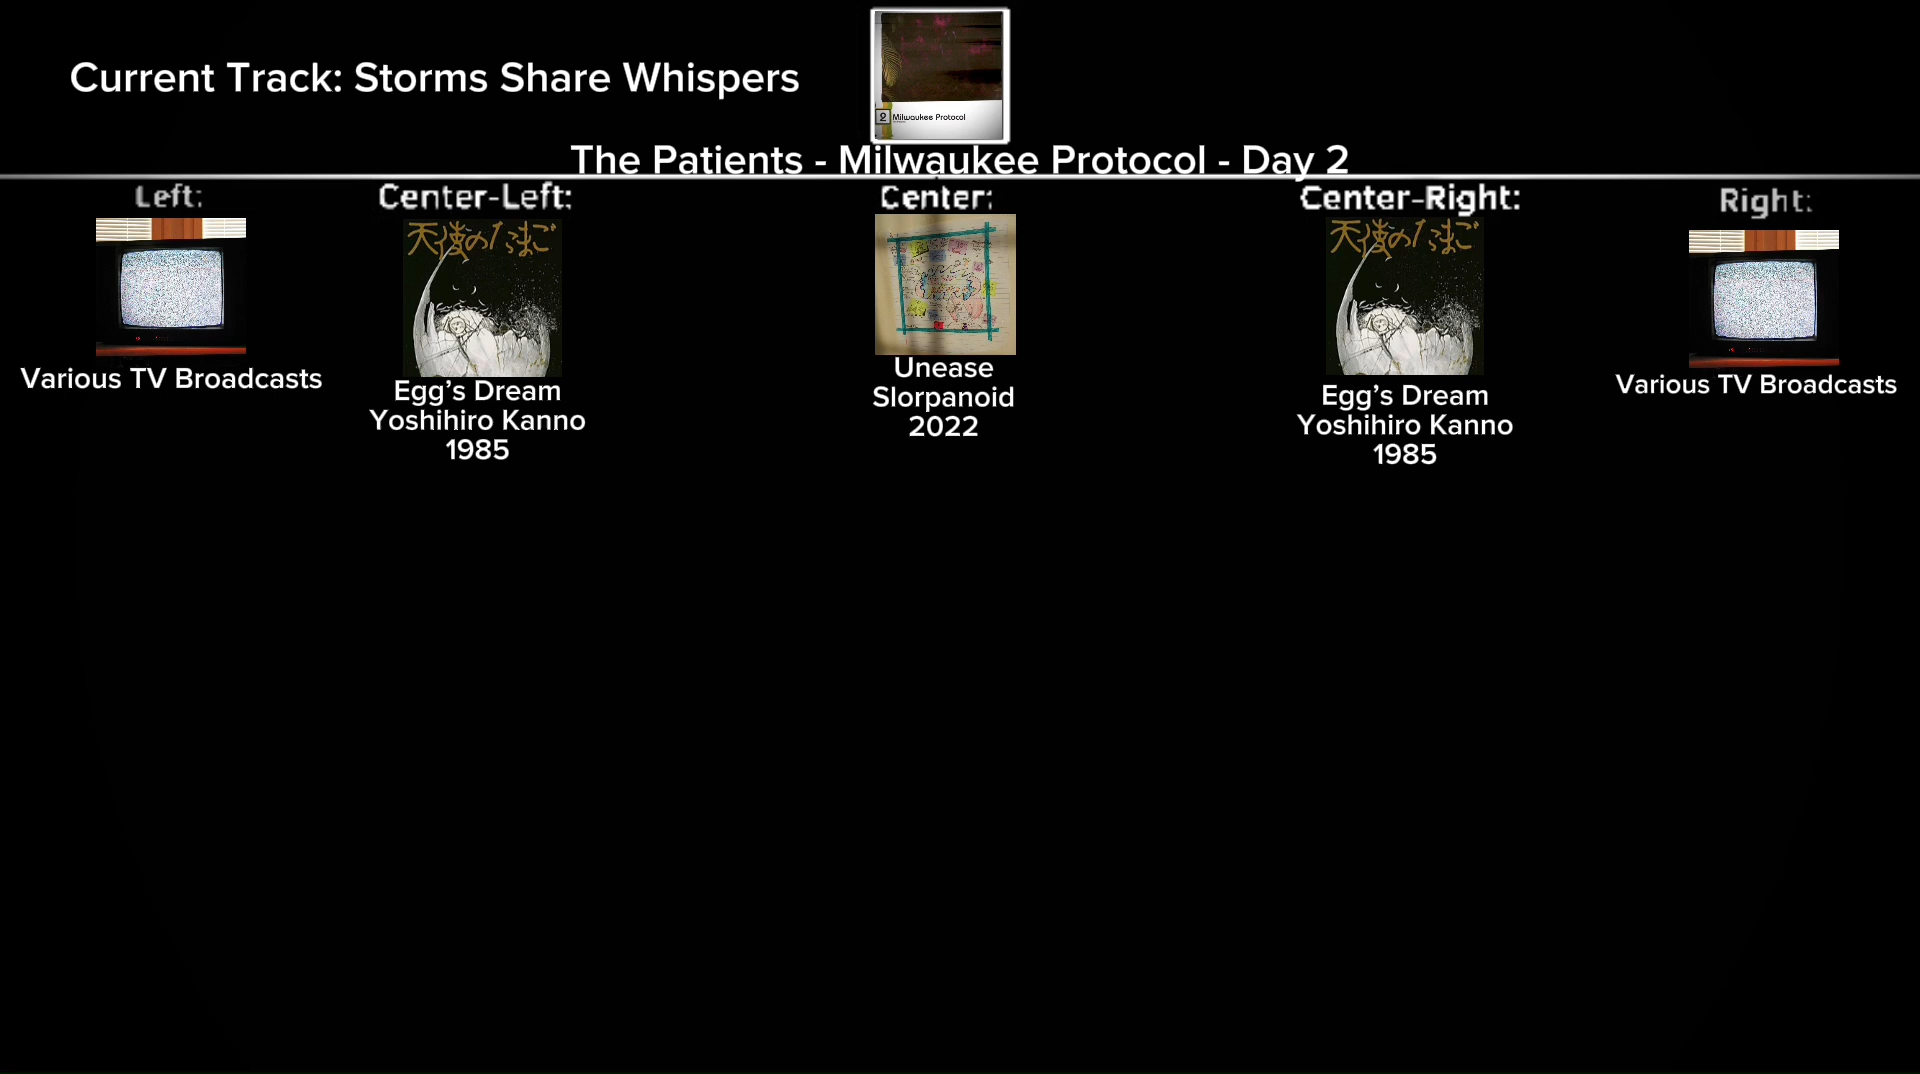 Current Track: Storms Share Whispers
2 Milwaukee Protocol
The Patients - Milwaukee Protocol - Day 2
Left:
Various TV Broadcasts
Center-Left:
天使のたまご
Egg's Dream
Yoshihiro Kanno
1985
Center:
Unease
Slorpanoid
2022
Center-Right:
天使のたまご
Egg's Dream
Yoshihiro Kanno
1985
Right:
Various TV Broadcasts